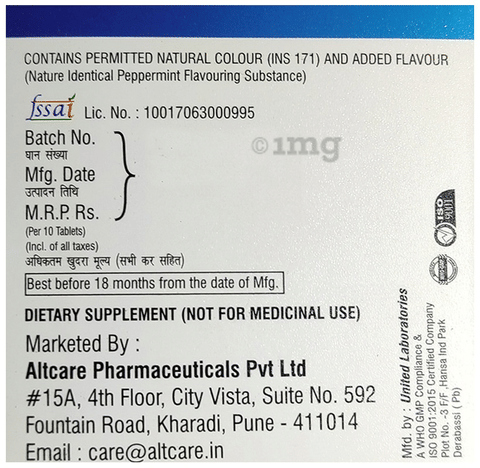 CONTAINS PERMITTED NATURAL COLOUR (INS 171) AND ADDED FLAVOUR
(Nature Identical Peppermint Flavouring Substance)
fssai Lic. No. : 10017063000995
Batch No.
घान संख्या
Mfg. Date
उत्पादन तिथि
M.R.P. Rs.
(Per 10 Tablets)
(Incl. of all taxes)
अधिकतम खुदरा मूल्य (सभी कर सहित)
Best before 18 months from the date of Mfg.
DIETARY SUPPLEMENT (NOT FOR MEDICINAL USE)
Marketed By :
Altcare Pharmaceuticals Pvt Ltd
#15A, 4th Floor, City Vista, Suite No. 592
Fountain Road, Kharadi, Pune - 411014
Email : care@altcare.in
©1mg
ISO
9001
Mfd. by : United Laboratories
A WHO GMP Compliance &
ISO 9001:2015 Certified Company
Plot No. -3 F/F ,Hansa Ind Park
Derabassi ( Pb)